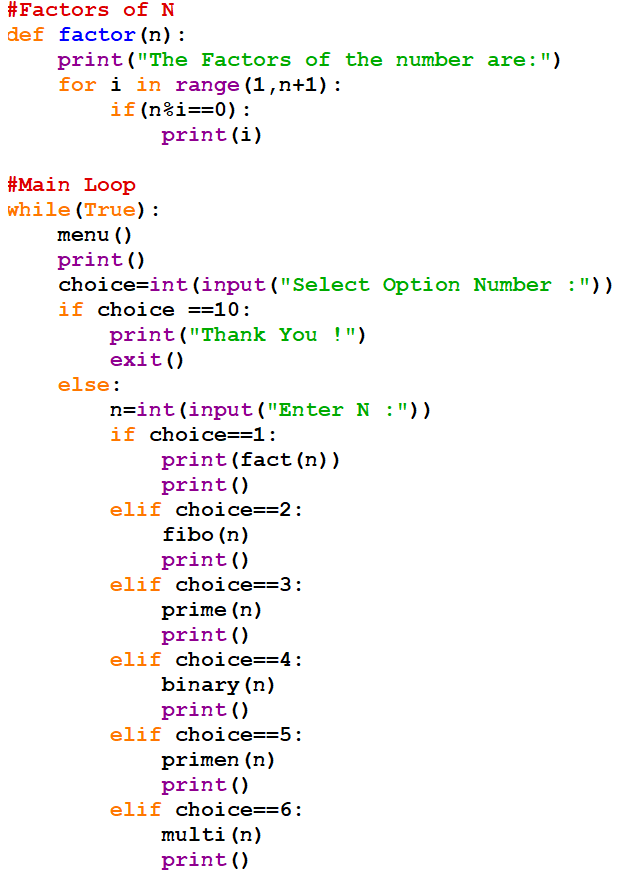 #Factors of N
def factor(n):
    print("The Factors of the number are:")
    for i in range(1,n+1):
        if(n%i==0):
            print(i)

#Main Loop
while(True):
    menu()
    print()
    choice=int(input("Select Option Number :"))
    if choice ==10:
        print("Thank You !")
        exit()
    else:
        n=int(input("Enter N :"))
        if choice==1:
            print(fact(n))
            print()
        elif choice==2:
            fibo(n)
            print()
        elif choice==3:
            prime(n)
            print()
        elif choice==4:
            binary(n)
            print()
        elif choice==5:
            primen(n)
            print()
        elif choice==6:
            multi(n)
            print()